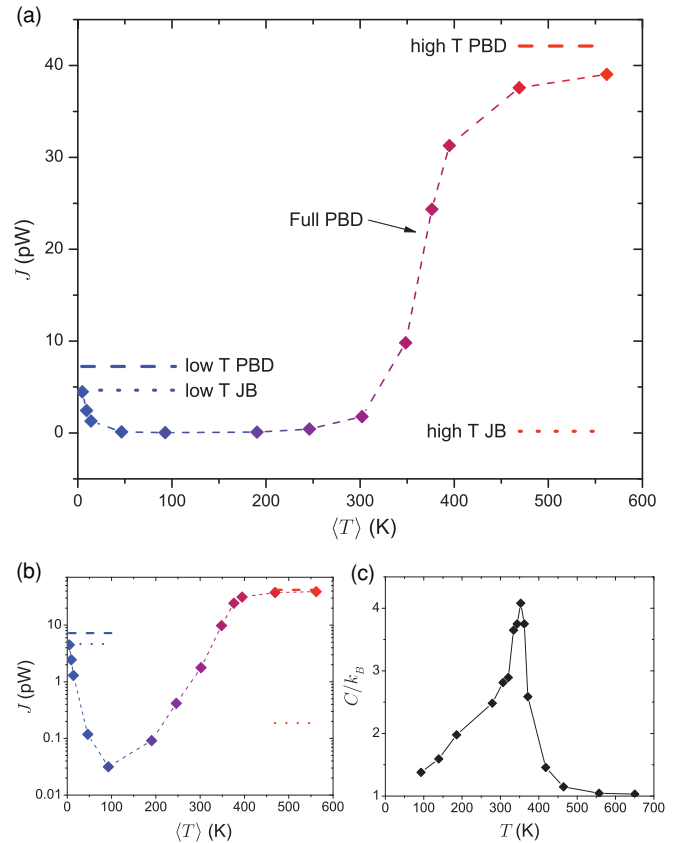 (a)
high T PBD
40
30
J (pW)
Full PBD
20
10
low T PBD
low T JB
high T JB
0
0 100 200 300 400 500 600
⟨T⟩ (K)
(b)
10
J (pW)
1
0.1
0.01
0 100 200 300 400 500 600
⟨T⟩ (K)
(c)
4
C/k_B
3
2
1
0 100 200 300 400 500 600 700
T (K)